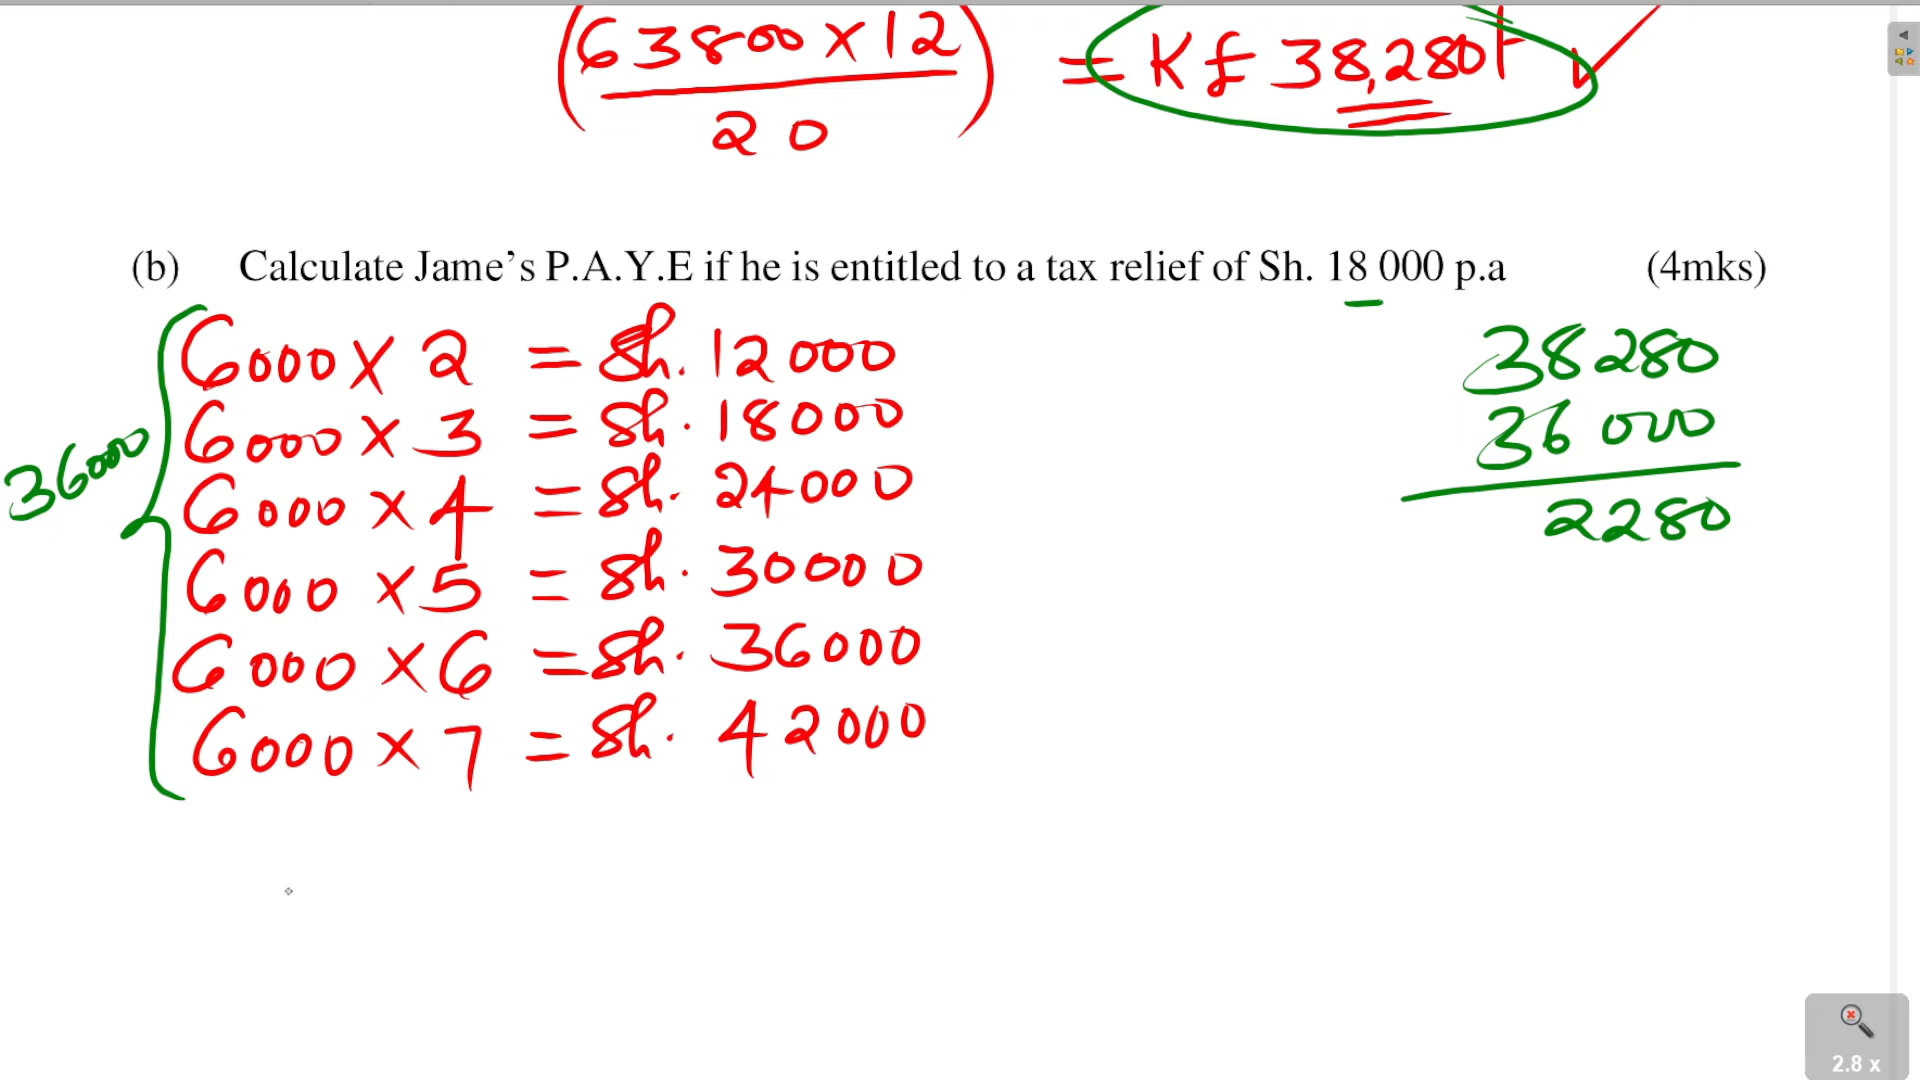 (63800 x 12 / 20) = K£ 38,280
(b) Calculate Jame's P.A.Y.E if he is entitled to a tax relief of Sh. 18 000 p.a (4mks)
6000 x 2 = sh. 12000
6000 x 3 = sh. 18000
6000 x 4 = sh. 24000
6000 x 5 = sh. 30000
6000 x 6 = sh. 36000
6000 x 7 = sh. 42000
36000
38280
36000
2280
2.8 x